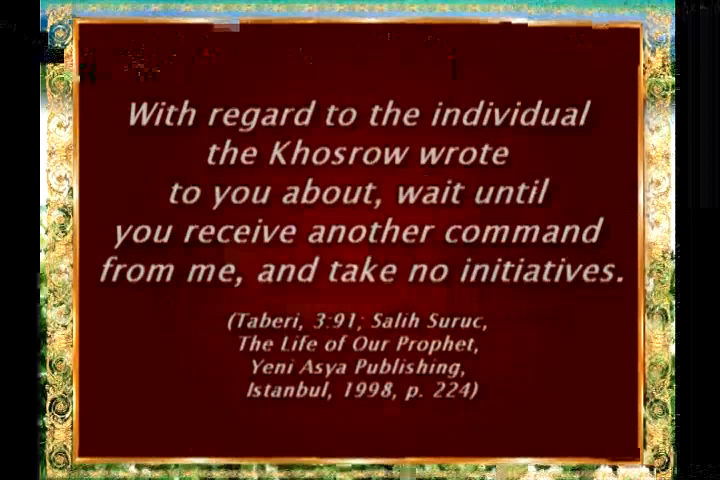 With regard to the individual
the Khosrow wrote
to you about, wait until
you receive another command
from me, and take no initiatives.
(Taberi, 3:91; Salih Suruc,
The Life of Our Prophet,
Yeni Asya Publishing,
Istanbul, 1998, p. 224)